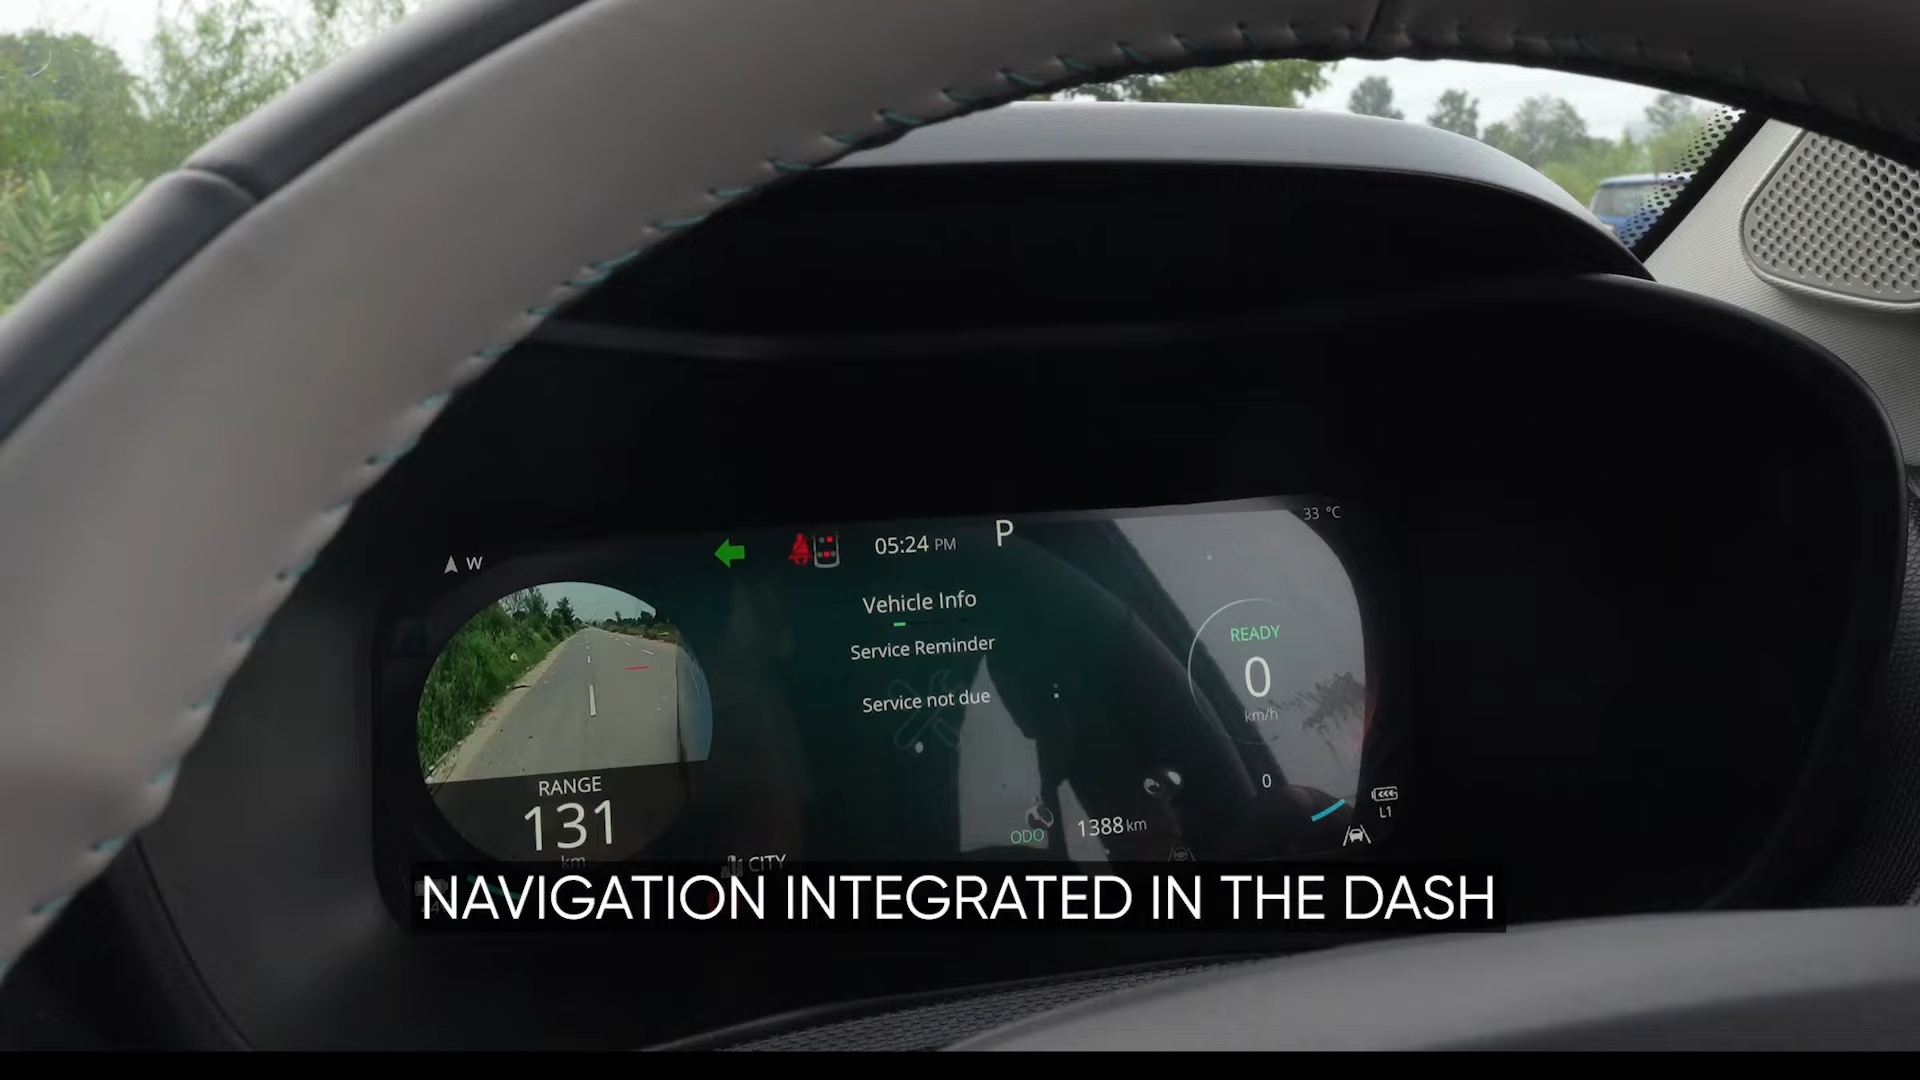 W
05:24 PM
P
33 °C
Vehicle Info
Service Reminder
Service not due
READY
0
km/h
RANGE
131
km
0
L1
ODO 1388 km
CITY
NAVIGATION INTEGRATED IN THE DASH